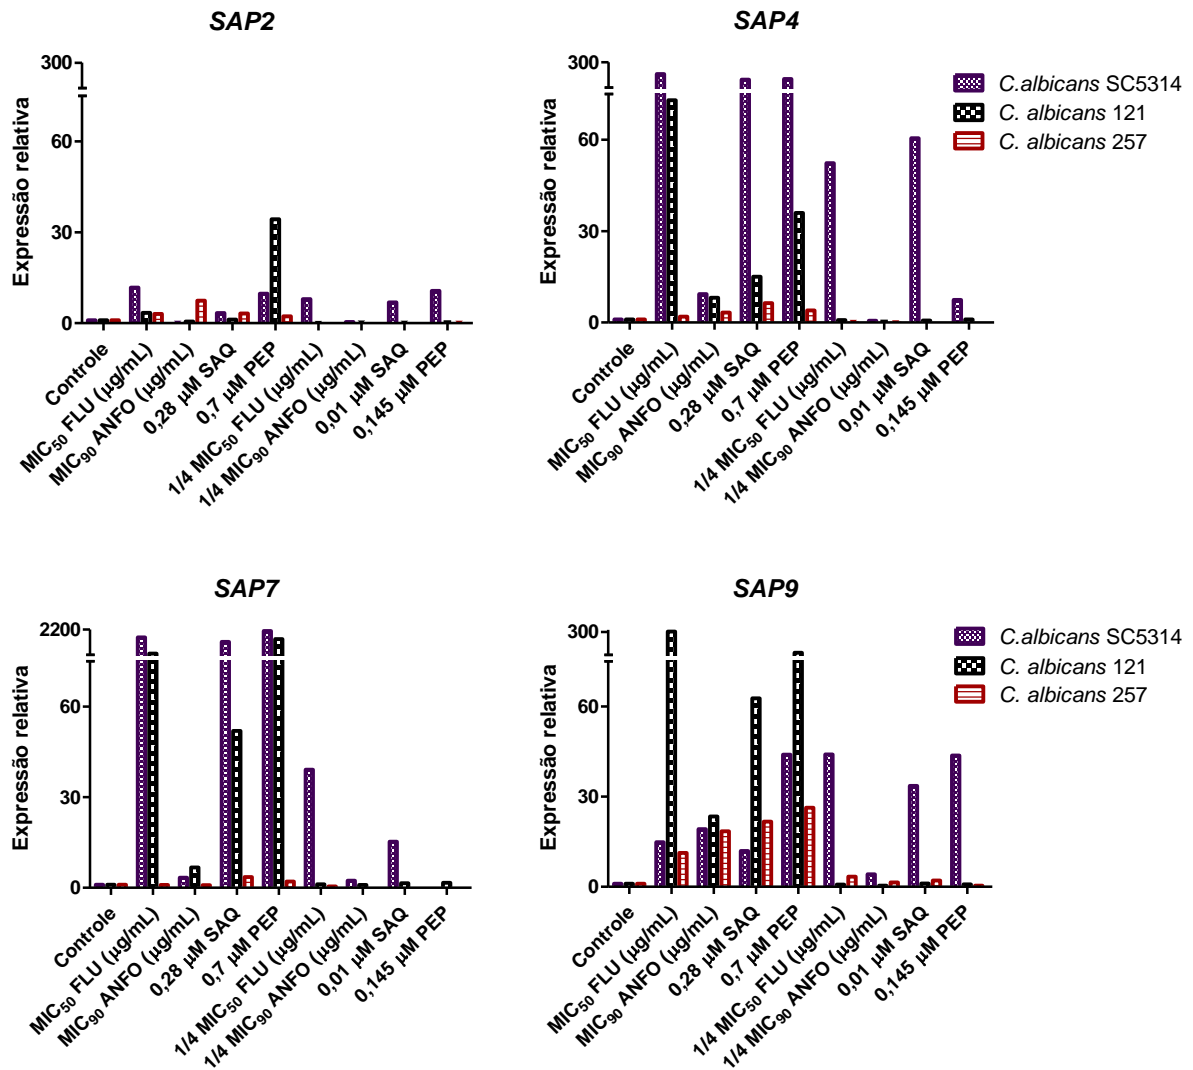 SAP2
Expressão relativa
300
60
30
0
Controle
MIC₅₀ FLU (µg/mL)
MIC₉₀ ANFO (µg/mL)
0,28 µM SAQ
0,7 µM PEP
1/4 MIC₅₀ FLU (µg/mL)
1/4 MIC₉₀ ANFO (µg/mL)
0,01 µM SAQ
0,145 µM PEP
SAP4
Expressão relativa
300
60
30
0
Controle
MIC₅₀ FLU (µg/mL)
MIC₉₀ ANFO (µg/mL)
0,28 µM SAQ
0,7 µM PEP
1/4 MIC₅₀ FLU (µg/mL)
1/4 MIC₉₀ ANFO (µg/mL)
0,01 µM SAQ
0,145 µM PEP
C.albicans SC5314
C. albicans 121
C. albicans 257
SAP7
Expressão relativa
2200
60
30
0
Controle
MIC₅₀ FLU (µg/mL)
MIC₉₀ ANFO (µg/mL)
0,28 µM SAQ
0,7 µM PEP
1/4 MIC₅₀ FLU (µg/mL)
1/4 MIC₉₀ ANFO (µg/mL)
0,01 µM SAQ
0,145 µM PEP
SAP9
Expressão relativa
300
60
30
0
Controle
MIC₅₀ FLU (µg/mL)
MIC₉₀ ANFO (µg/mL)
0,28 µM SAQ
0,7 µM PEP
1/4 MIC₅₀ FLU (µg/mL)
1/4 MIC₉₀ ANFO (µg/mL)
0,01 µM SAQ
0,145 µM PEP
C.albicans SC5314
C. albicans 121
C. albicans 257